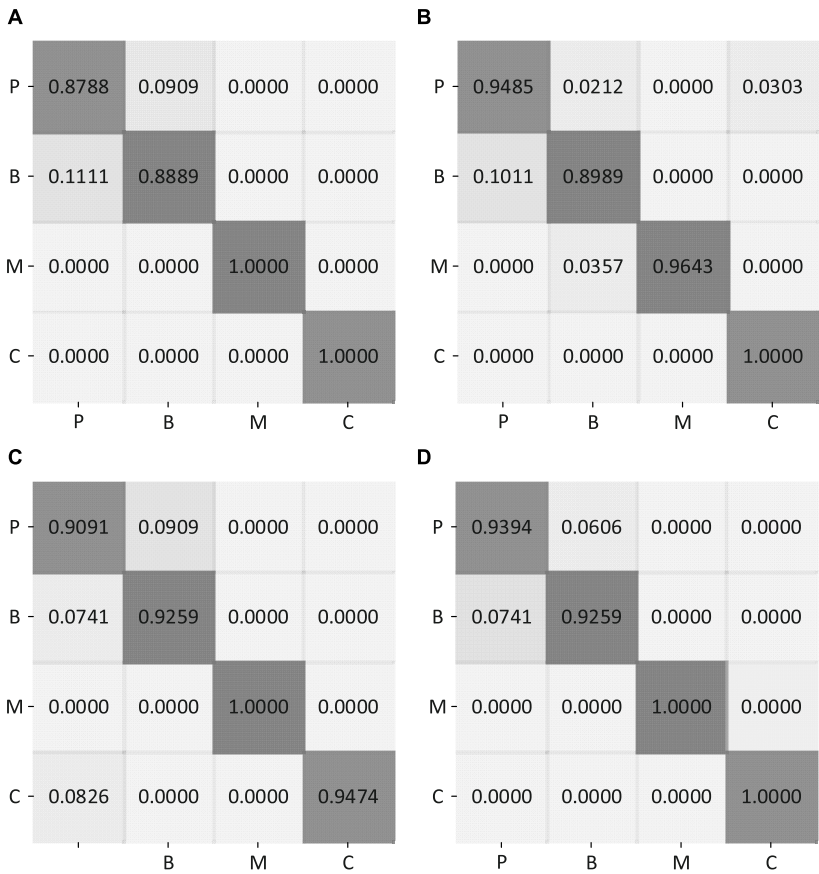 A B
P 0.8788 0.0909 0.0000 0.0000 0.9485 0.0212 0.0000 0.0303
B 0.1111 0.8889 0.0000 0.0000 B 0.1011 0.8989 0.0000 0.0000
M 0.0000 0.0000 1.0000 0.0000 M 0.0000 0.0357 0.9643 0.0000
C 0.0000 0.0000 0.0000 1.0000 C 0.0000 0.0000 0.0000 1.0000
P B M C P B M C
C D
P 0.9091 0.0909 0.0000 0.0000 P 0.9394 0.0606 0.0000 0.0000
B 0.0741 0.9259 0.0000 0.0000 B 0.0741 0.9259 0.0000 0.0000
M 0.0000 0.0000 1.0000 0.0000 M 0.0000 0.0000 1.0000 0.0000
C 0.0826 0.0000 0.0000 0.9474 C 0.0000 0.0000 0.0000 1.0000
B M C P B M C